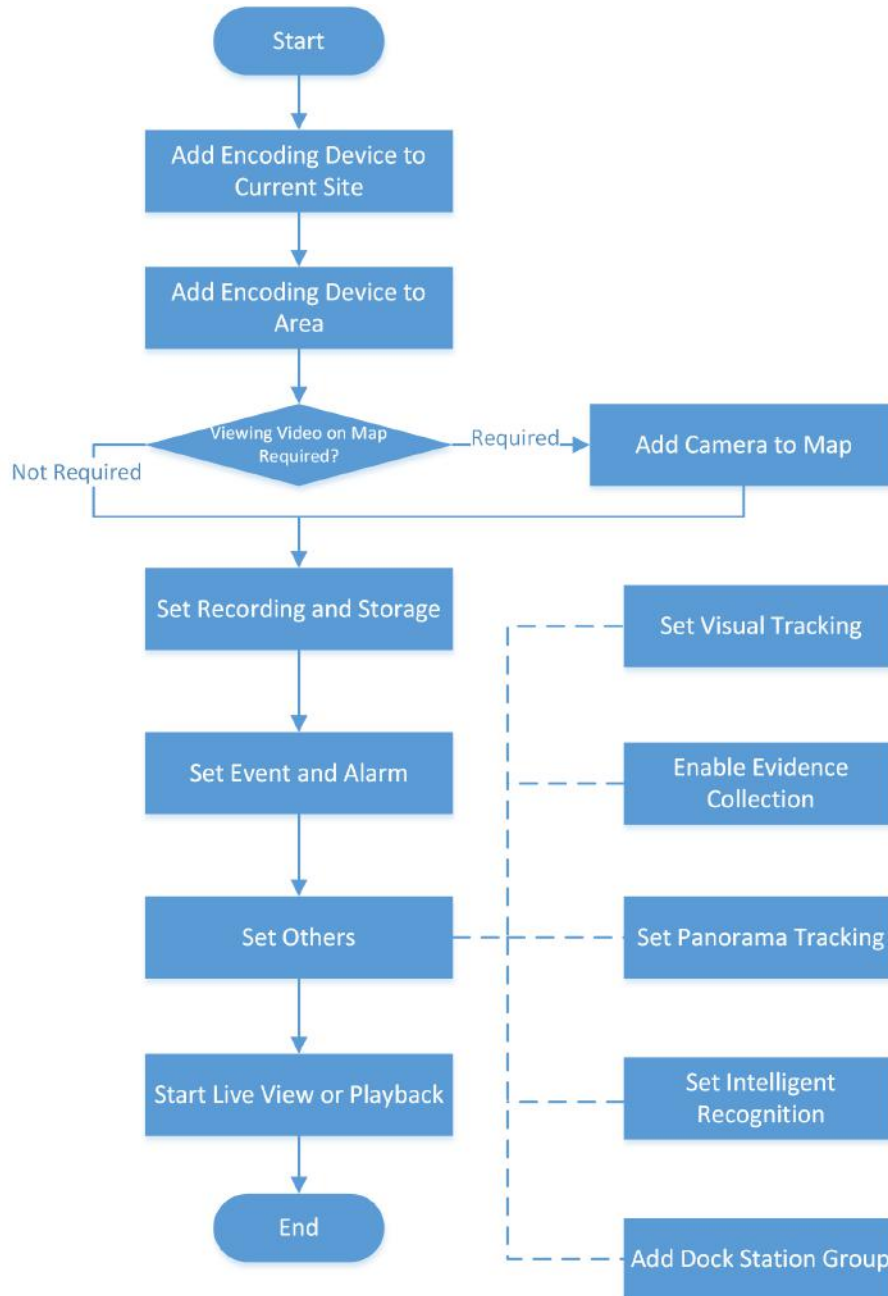 Start
Add Encoding Device to
Current Site
Add Encoding Device to
Area
Viewing Video on Map
Required?
Required
Add Camera to Map
Not Required
Set Recording and Storage
Set Visual Tracking
Set Event and Alarm
Enable Evidence
Collection
Set Others
Set Panorama Tracking
Start Live View or Playback
Set Intelligent
Recognition
End
Add Dock Station Group